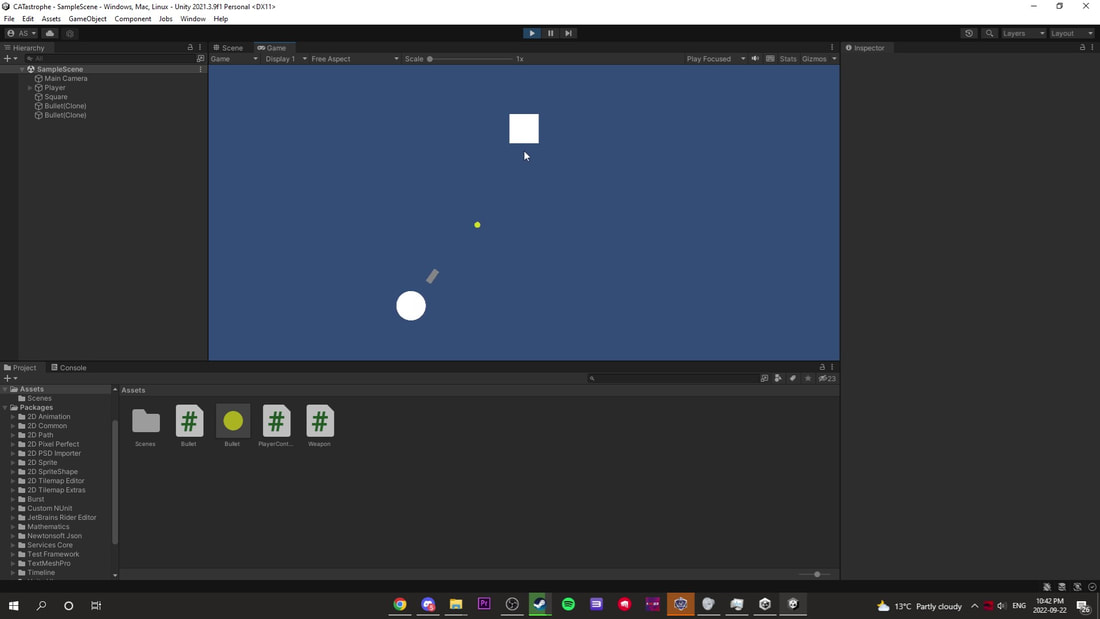 CATastrophe - SampleScene - Windows, Mac, Linux - Unity 2021.3.9f1 Personal <DX11>
File Edit Assets GameObject Component Jobs Window Help
AS Layers Layout
Hierarchy Scene Game Inspector
All Game Display 1 Free Aspect Scale 1x Play Focused Stats Gizmos
SampleScene
Main Camera
Player
Square
Bullet(Clone)
Bullet(Clone)
Project Console
23
Assets Assets
Scenes
Packages
2D Animation
2D Common
2D Path
2D Pixel Perfect
2D PSD Importer
2D Sprite
2D SpriteShape
2D Tilemap Editor
2D Tilemap Extras
Burst
Custom NUnit
JetBrains Rider Editor
Mathematics
Newtonsoft Json
Services Core
Test Framework
TextMeshPro
Timeline
Scenes Bullet Bullet PlayerCont... Weapon
13°C Partly cloudy ENG 10:42 PM
2022-09-22 26